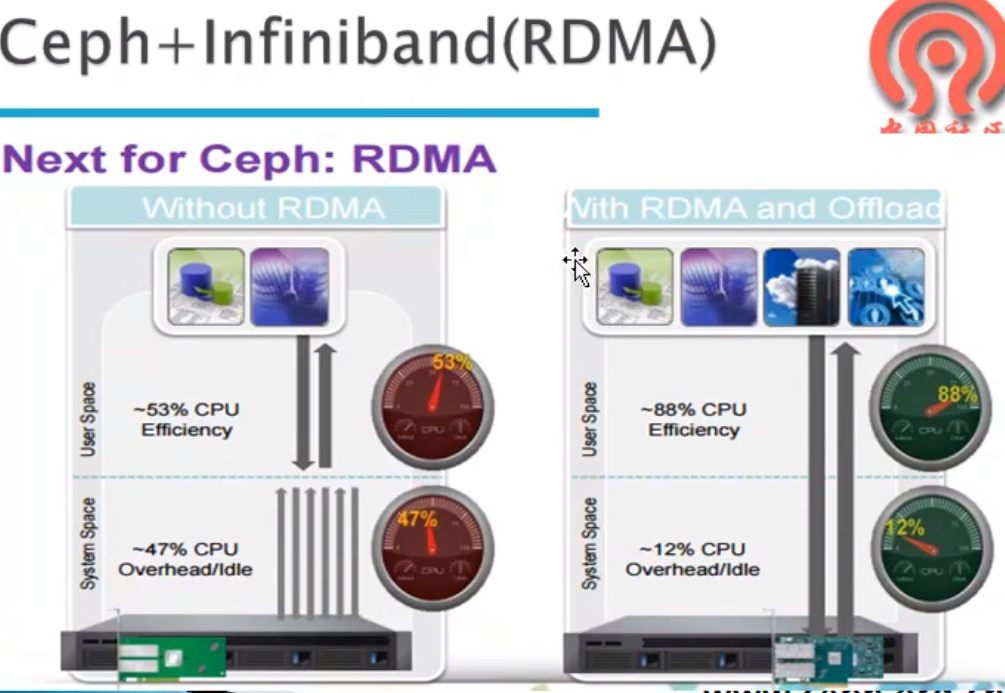 Ceph+Infiniband(RDMA)
Next for Ceph: RDMA
Without RDMA
User Space
~53% CPU
Efficiency
53%
CPU
System Space
~47% CPU
Overhead/Idle
47%
CPU
With RDMA and Offload
User Space
~88% CPU
Efficiency
88%
CPU
System Space
~12% CPU
Overhead/Idle
12%
CPU